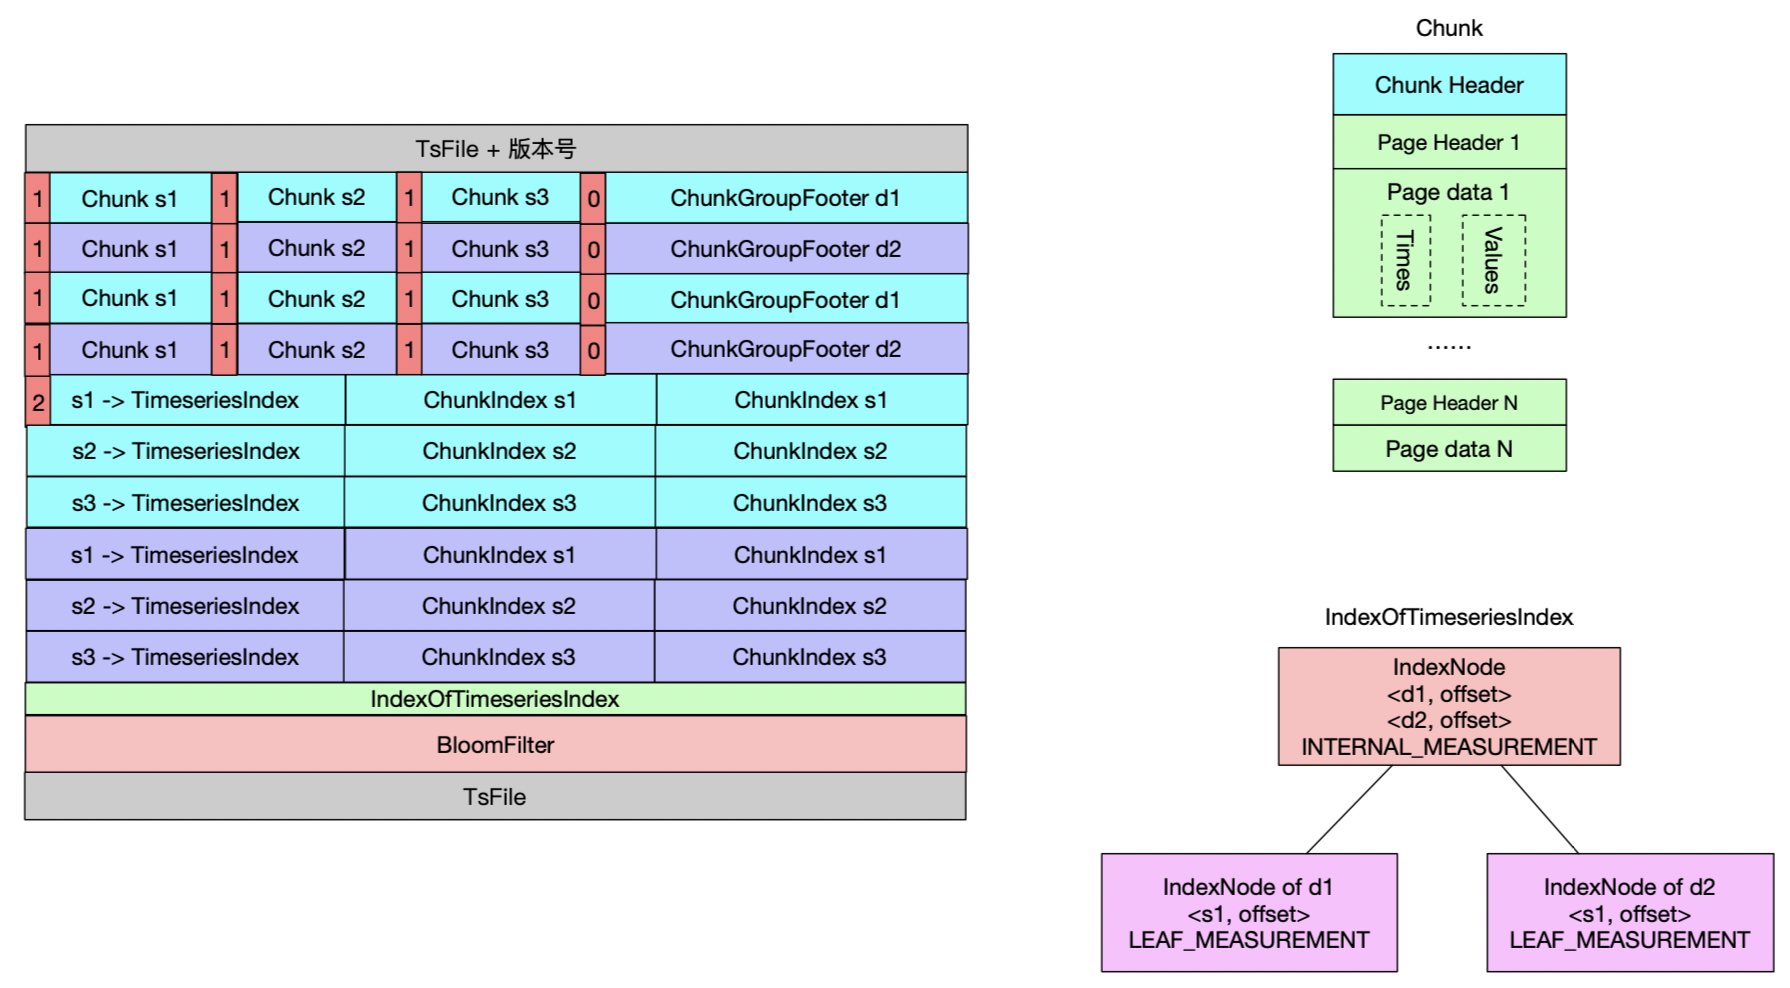 TsFile + 版本号
1 Chunk s1 1 Chunk s2 1 Chunk s3 0 ChunkGroupFooter d1
1 Chunk s1 1 Chunk s2 1 Chunk s3 0 ChunkGroupFooter d2
1 Chunk s1 1 Chunk s2 1 Chunk s3 0 ChunkGroupFooter d1
1 Chunk s1 1 Chunk s2 1 Chunk s3 0 ChunkGroupFooter d2
2 s1 -> TimeseriesIndex ChunkIndex s1 ChunkIndex s1
s2 -> TimeseriesIndex ChunkIndex s2 ChunkIndex s2
s3 -> TimeseriesIndex ChunkIndex s3 ChunkIndex s3
s1 -> TimeseriesIndex ChunkIndex s1 ChunkIndex s1
s2 -> TimeseriesIndex ChunkIndex s2 ChunkIndex s2
s3 -> TimeseriesIndex ChunkIndex s3 ChunkIndex s3
IndexOfTimeseriesIndex
BloomFilter
TsFile
Chunk
Chunk Header
Page Header 1
Page data 1
Times Values
......
Page Header N
Page data N
IndexOfTimeseriesIndex
IndexNode
<d1, offset>
<d2, offset>
INTERNAL_MEASUREMENT
IndexNode of d1
<s1, offset>
LEAF_MEASUREMENT
IndexNode of d2
<s1, offset>
LEAF_MEASUREMENT